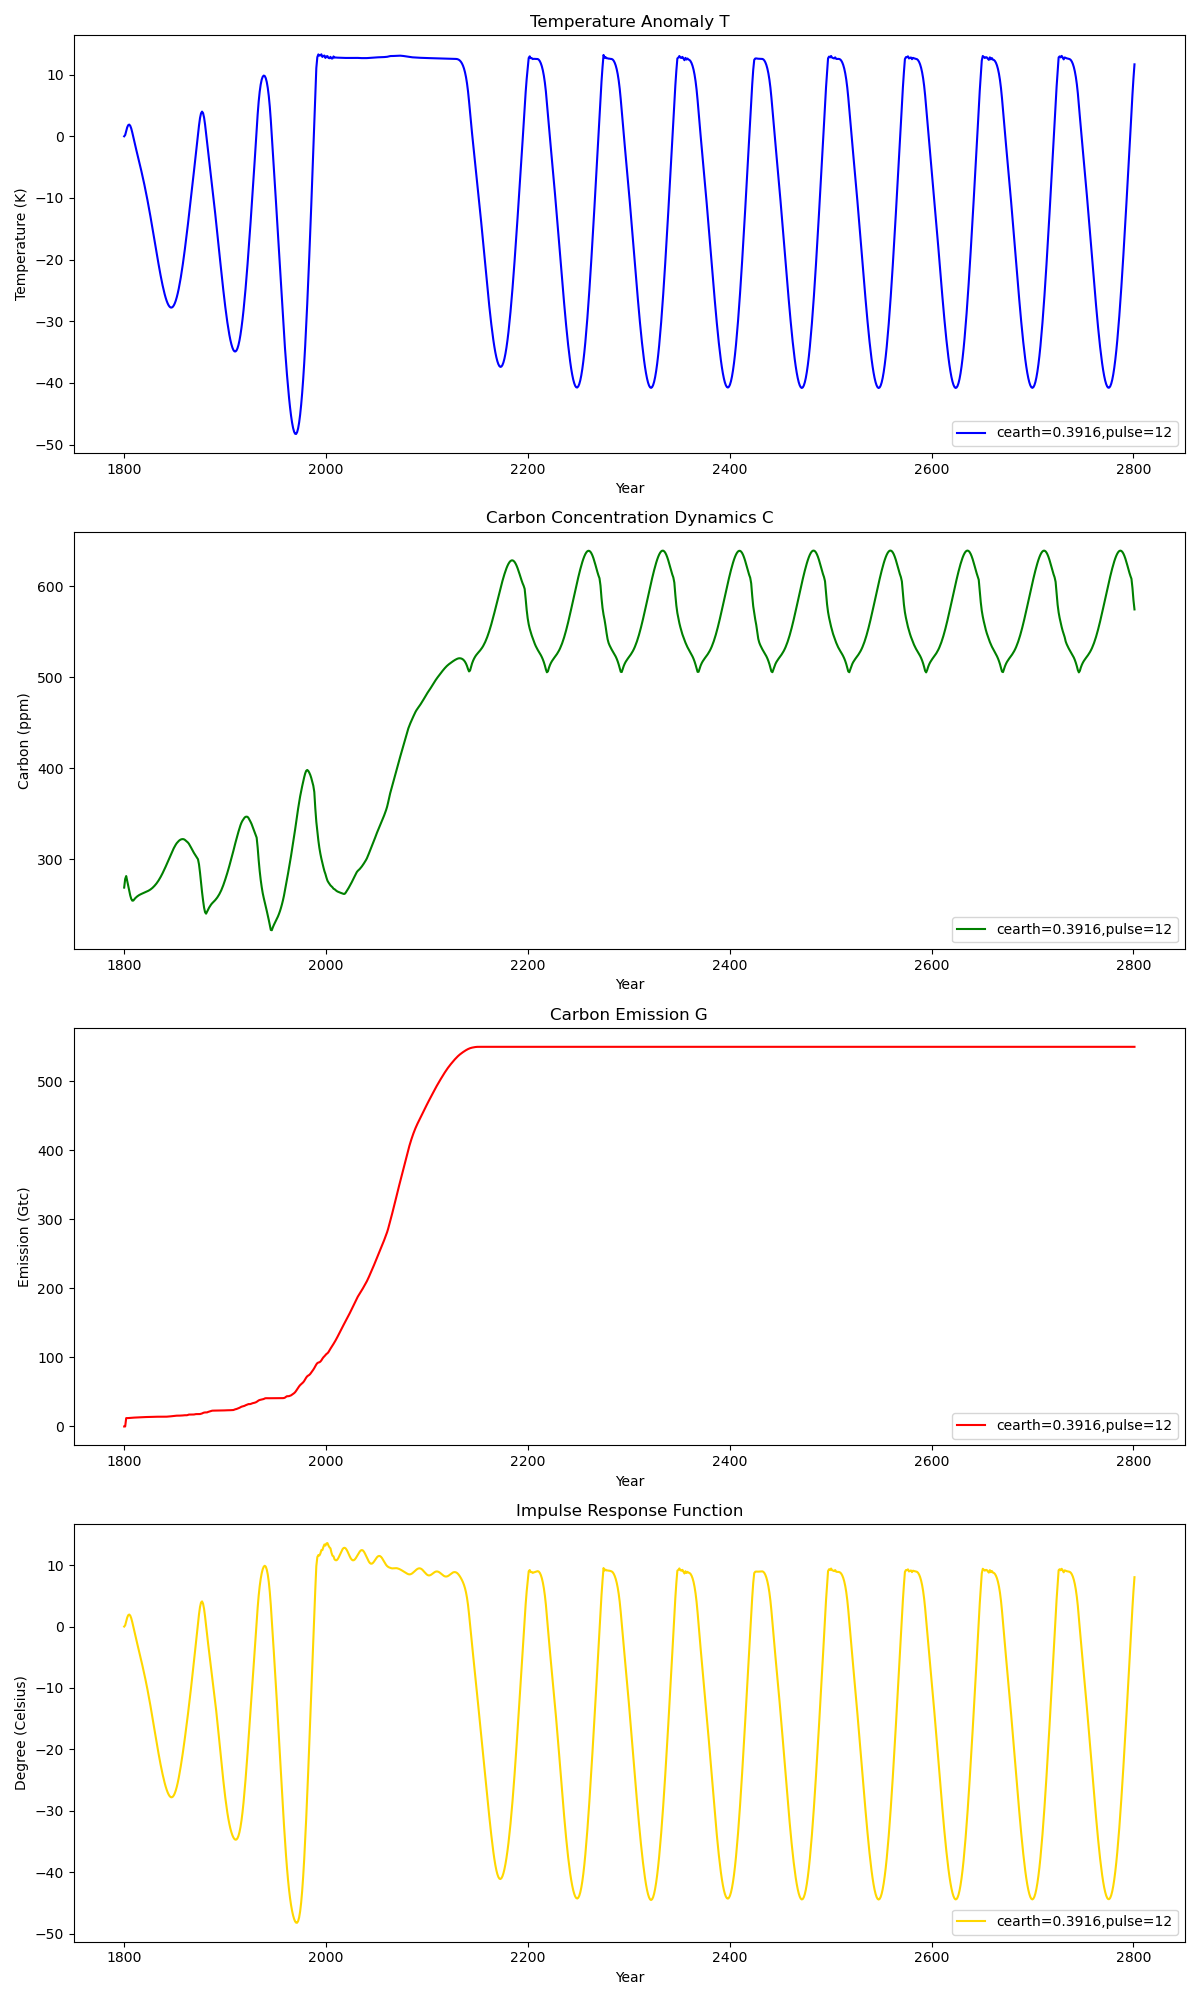 Temperature Anomaly T
Temperature (K)
10
0
−10
−20
−30
−40
−50
cearth=0.3916,pulse=12
1800 2000 2200 2400 2600 2800
Year
Carbon Concentration Dynamics C
Carbon (ppm)
600
500
400
300
cearth=0.3916,pulse=12
1800 2000 2200 2400 2600 2800
Year
Carbon Emission G
Emission (Gtc)
500
400
300
200
100
0
cearth=0.3916,pulse=12
1800 2000 2200 2400 2600 2800
Year
Impulse Response Function
Degree (Celsius)
10
0
−10
−20
−30
−40
−50
cearth=0.3916,pulse=12
1800 2000 2200 2400 2600 2800
Year